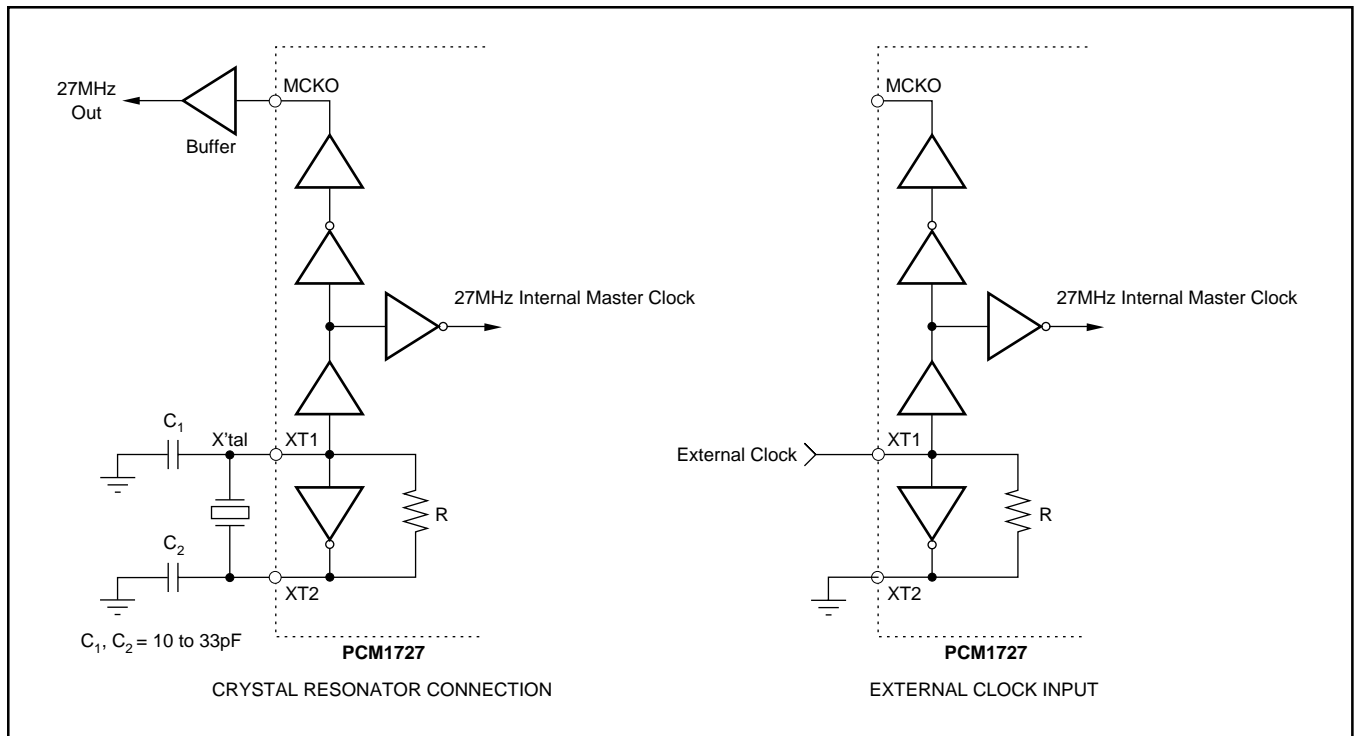 MCKO
27MHz
Out
Buffer
27MHz Internal Master Clock
C1
X'tal
XT1
R
C2
XT2
C1, C2 = 10 to 33pF
PCM1727
CRYSTAL RESONATOR CONNECTION
MCKO
27MHz Internal Master Clock
External Clock
XT1
R
XT2
PCM1727
EXTERNAL CLOCK INPUT